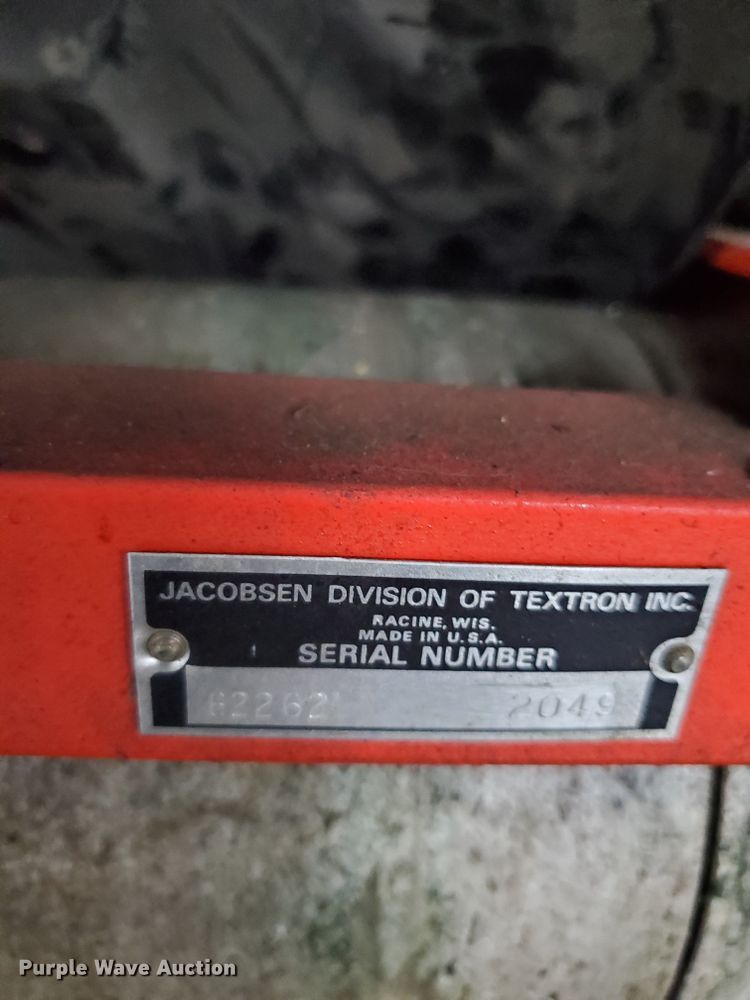 JACOBSEN DIVISION OF TEXTRON INC.
RACINE, WIS.
MADE IN U.S.A.
SERIAL NUMBER
62262 2049
Purple Wave Auction